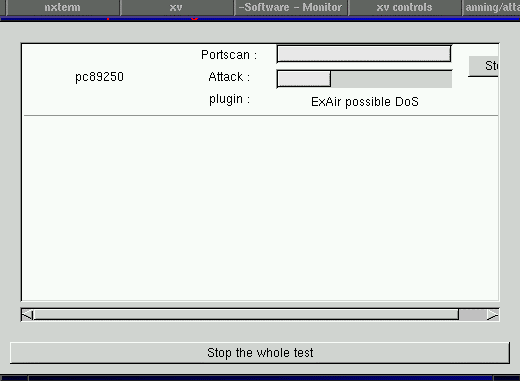 nxterm xv -Software - Monitor xv controls anning/atta
Portscan :
pc89250 Attack : Sto
plugin : ExAir possible DoS
Stop the whole test